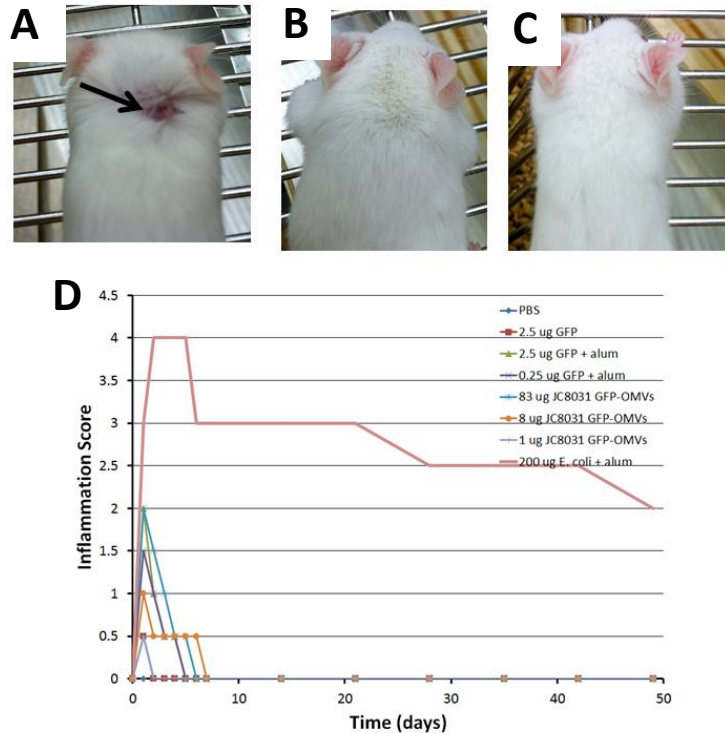 A
B
C
D
4.5
4
3.5
3
2.5
2
1.5
1
0.5
0
Inflammation Score
PBS
2.5 ug GFP
2.5 ug GFP + alum
0.25 ug GFP + alum
83 ug JC8031 GFP-OMVs
8 ug JC8031 GFP-OMVs
1 ug JC8031 GFP-OMVs
200 ug E. coli + alum
0
10
20
30
40
50
Time (days)